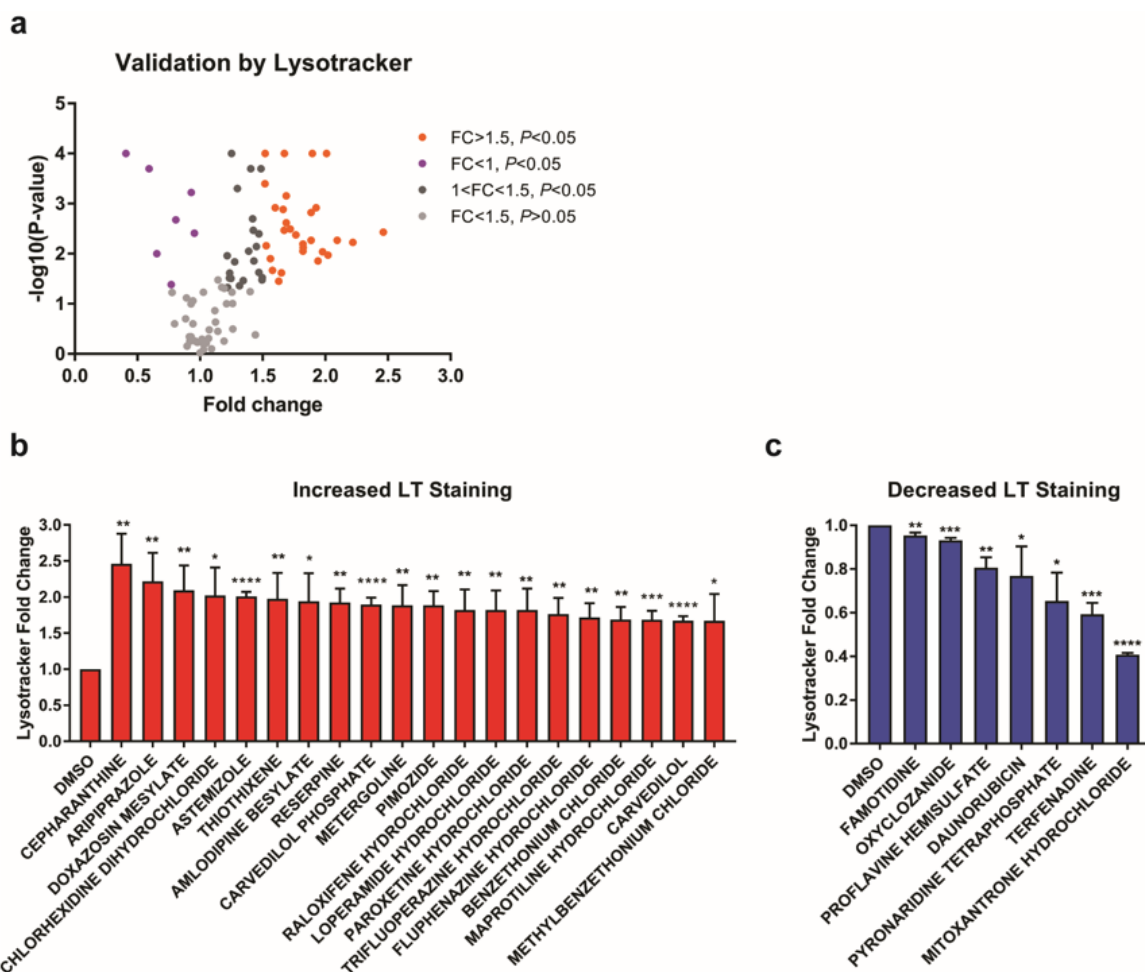 a
Validation by Lysotracker
-log10(P-value)
5
4
3
2
1
0
0.0 0.5 1.0 1.5 2.0 2.5 3.0
Fold change
FC>1.5, P<0.05
FC<1, P<0.05
1<FC<1.5, P<0.05
FC<1.5, P>0.05
b
Increased LT Staining
Lysotracker Fold Change
3.0
2.5
2.0
1.5
1.0
0.5
0.0
** ** ** * **** ** * ** **** ** ** ** ** ** ** ** ** *** **** *
DMSO
CEPHARANTHINE
ARIPIPRAZOLE
DOXAZOSIN MESYLATE
CHLORHEXIDINE DIHYDROCHLORIDE
ASTEMIZOLE
THIOTHIXENE
AMLODIPINE BESYLATE
RESERPINE
CARVEDILOL PHOSPHATE
METERGOLINE
PIMOZIDE
RALOXIFENE HYDROCHLORIDE
LOPERAMIDE HYDROCHLORIDE
PAROXETINE HYDROCHLORIDE
TRIFLUOPERAZINE HYDROCHLORIDE
FLUPHENAZINE HYDROCHLORIDE
BENZETHONIUM CHLORIDE
MAPROTILINE HYDROCHLORIDE
CARVEDILOL
METHYLBENZETHONIUM CHLORIDE
c
Decreased LT Staining
Lysotracker Fold Change
1.0
0.8
0.6
0.4
0.2
0.0
** *** ** * * *** ****
DMSO
FAMOTIDINE
OXYCLOZANIDE
PROFLAVINE HEMISULFATE
DAUNORUBICIN
PYRONARIDINE TETRAPHOSPHATE
TERFENADINE
MITOXANTRONE HYDROCHLORIDE